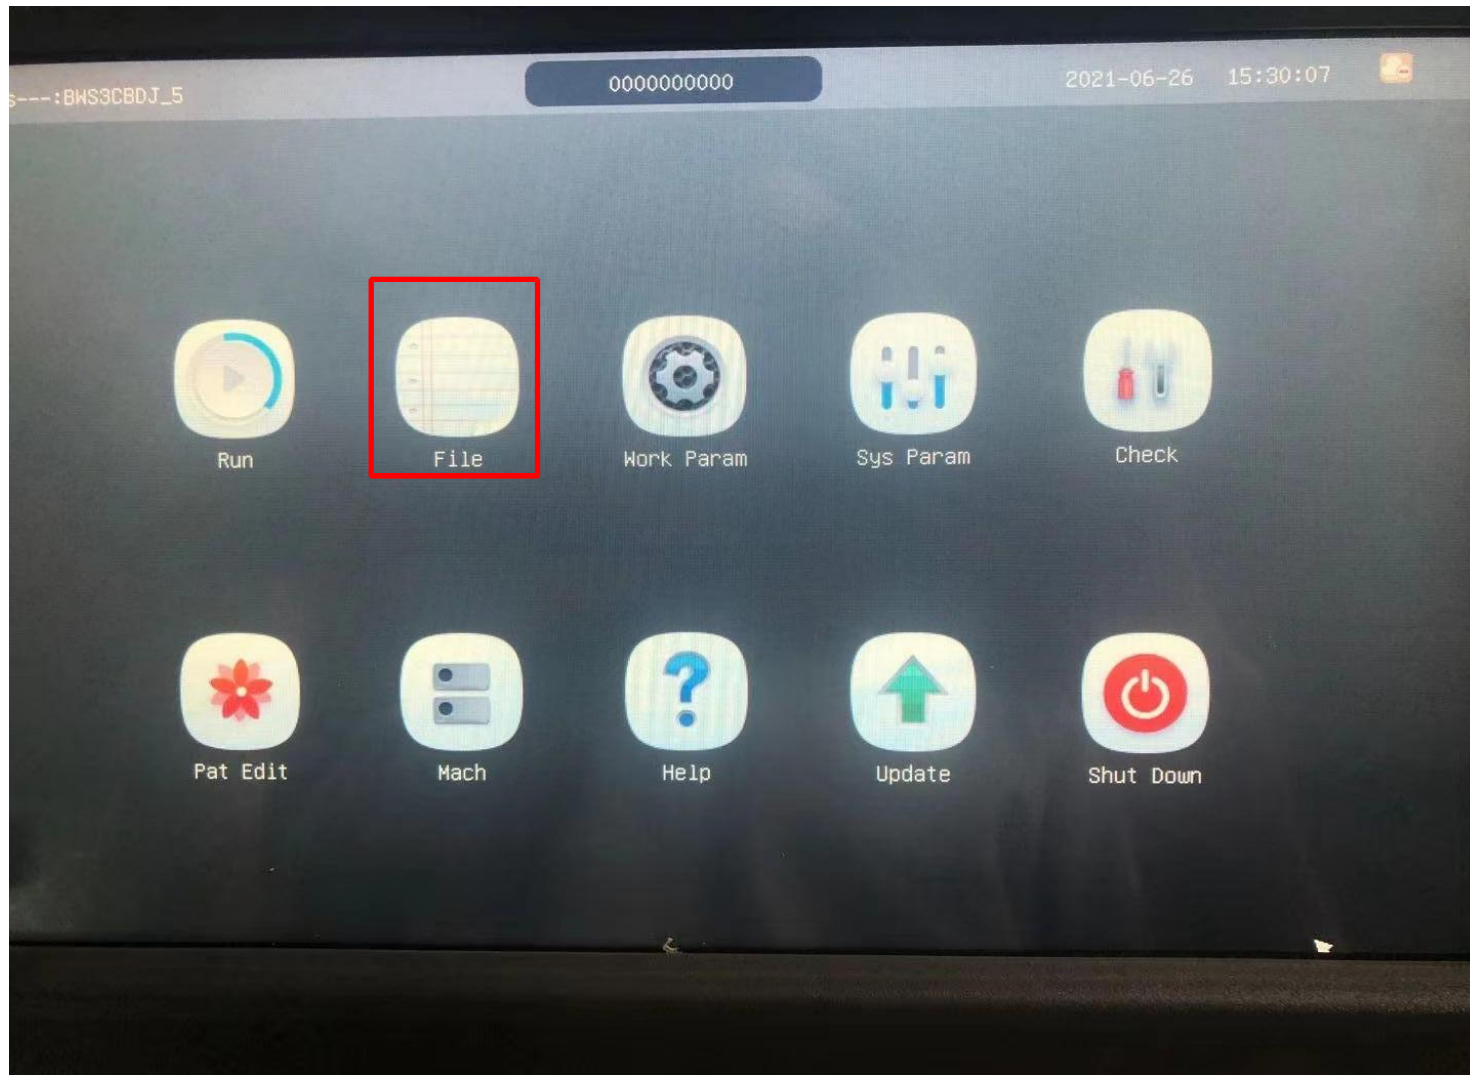 s---:BWS3CBDJ_5
0000000000
2021-06-26 15:30:07
Run
File
Work Param
Sys Param
Check
Pat Edit
Mach
Help
Update
Shut Down